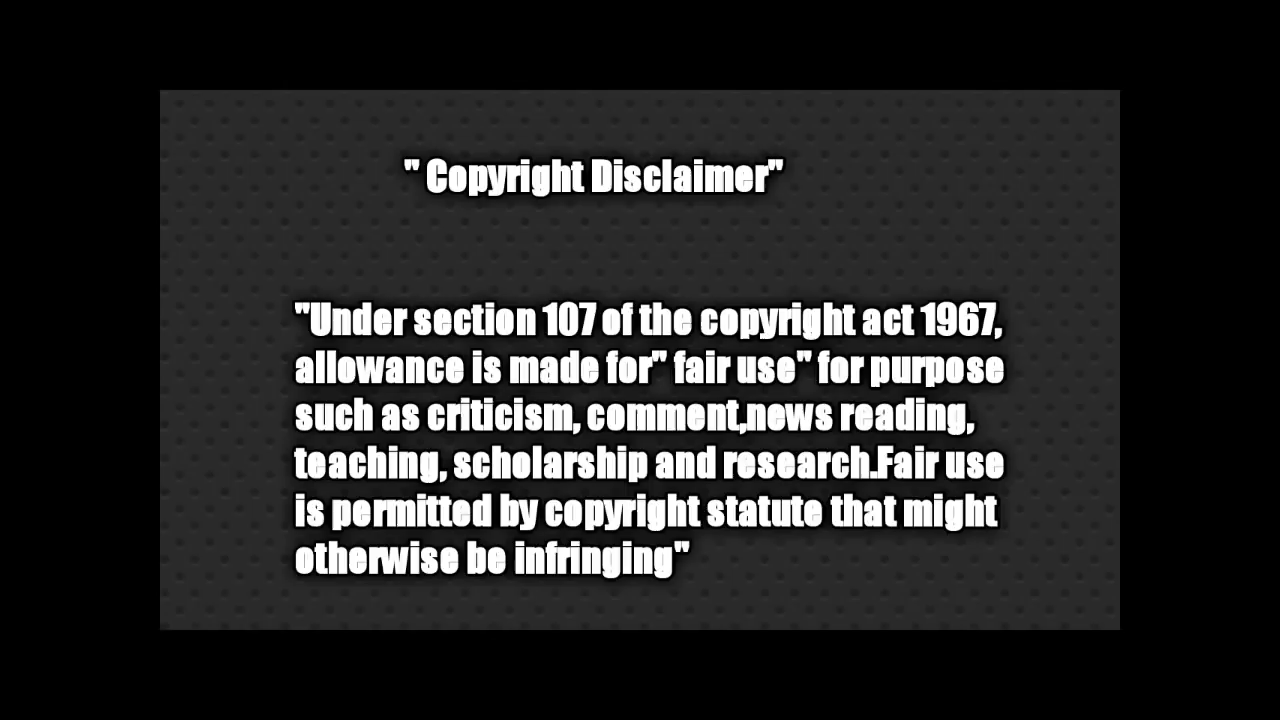 " Copyright Disclaimer"
"Under section 107 of the copyright act 1967,
allowance is made for" fair use" for purpose
such as criticism, comment,news reading,
teaching, scholarship and research.Fair use
is permitted by copyright statute that might
otherwise be infringing"